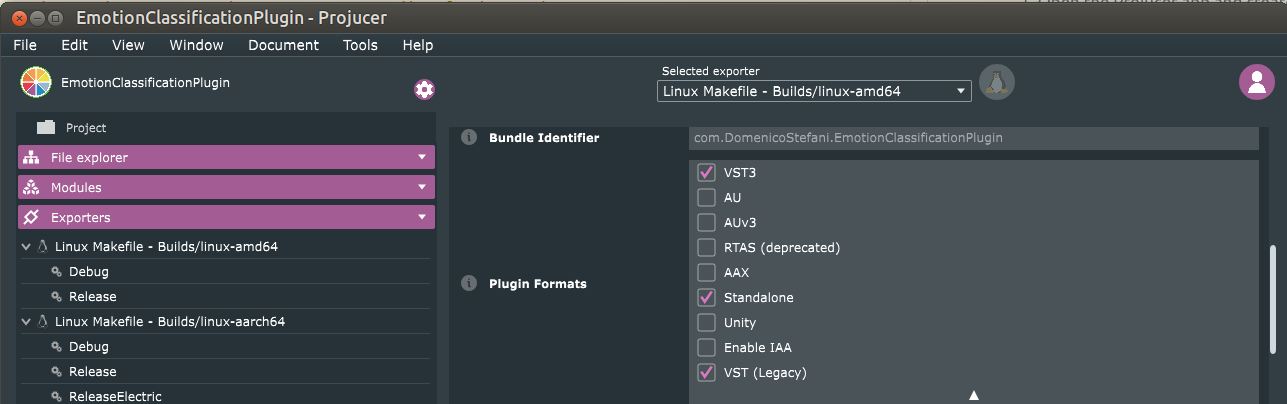 EmotionClassificationPlugin - Projucer
File Edit View Window Document Tools Help
EmotionClassificationPlugin
Selected exporter
Linux Makefile - Builds/linux-amd64
Project
File explorer
Modules
Exporters
Linux Makefile - Builds/linux-amd64
Debug
Release
Linux Makefile - Builds/linux-aarch64
Debug
Release
ReleaseElectric
Bundle Identifier
com.DomenicoStefani.EmotionClassificationPlugin
Plugin Formats
VST3
AU
AUv3
RTAS (deprecated)
AAX
Standalone
Unity
Enable IAA
VST (Legacy)